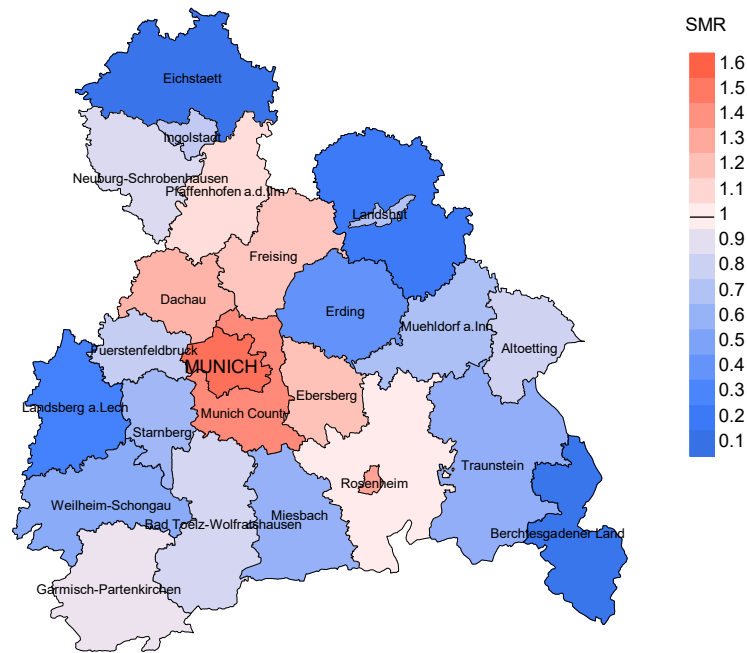 SMR
1.6
1.5
1.4
1.3
1.2
1.1
1
0.9
0.8
0.7
0.6
0.5
0.4
0.3
0.2
0.1
Eichstaett
Ingolstadt
Neuburg-Schrobenhausen
Pfaffenhofen a.d.Ilm
Landshut
Freising
Dachau
Erding
Muehldorf a.Inn
Altoetting
Fuerstenfeldbruck
MUNICH
Ebersberg
Landsberg a.Lech
Munich County
Starnberg
Traunstein
Rosenheim
Weilheim-Schongau
Miesbach
Bad Toelz-Wolfratshausen
Berchtesgadener Land
Garmisch-Partenkirchen